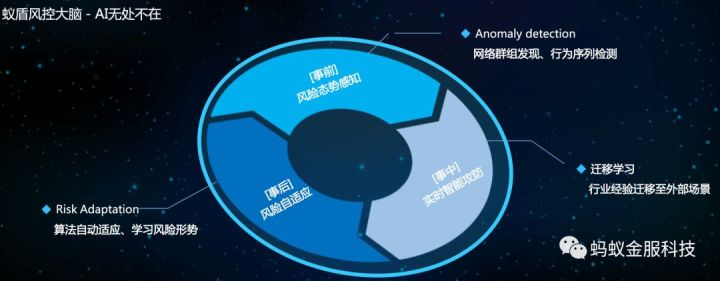 蚁盾风控大脑 - AI无处不在
Anomaly detection
网络群组发现、行为序列检测
[事前]
风险态势感知
[事中]
实时智能攻防
迁移学习
行业经验迁移至外部场景
[事后]
风险自适应
Risk Adaptation
算法自动适应、学习风险形势
蚂蚁金服科技